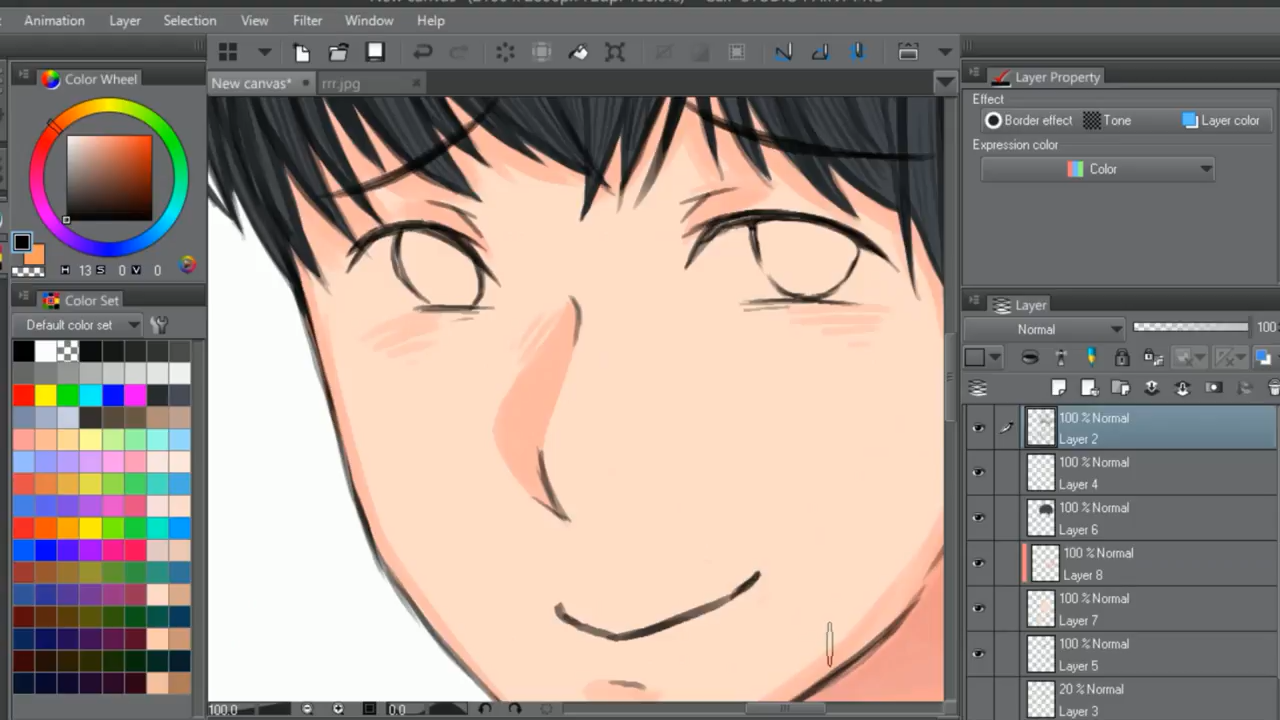 Animation Layer Selection View Filter Window Help
Color Wheel
New canvas*
rrr.jpg
H 13 S 0 V 0
Color Set
Default color set
Layer Property
Effect
Border effect
Tone
Layer color
Expression color
Color
Layer
Normal
100
100 % Normal
Layer 2
100 % Normal
Layer 4
100 % Normal
Layer 6
100 % Normal
Layer 8
100 % Normal
Layer 7
100 % Normal
Layer 5
20 % Normal
Layer 3
100.0
0.0